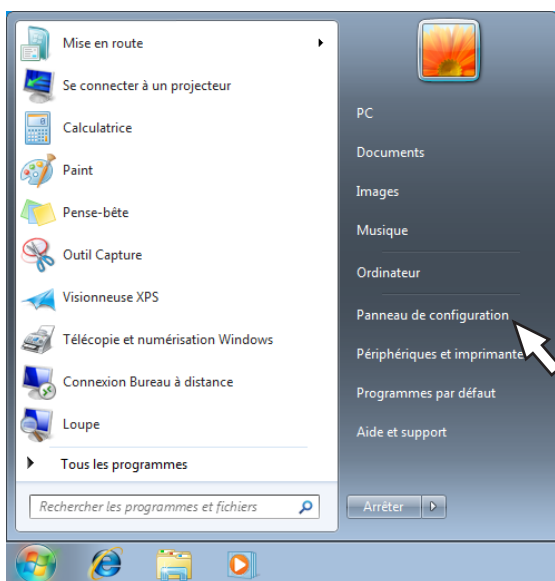 Mise en route
Se connecter à un projecteur
Calculatrice
Paint
Pense-bête
Outil Capture
Visionneuse XPS
Télécopie et numérisation Windows
Connexion Bureau à distance
Loupe
Tous les programmes
Rechercher les programmes et fichiers
PC
Documents
Images
Musique
Ordinateur
Panneau de configuration
Périphériques et imprimante
Programmes par défaut
Aide et support
Arrêter